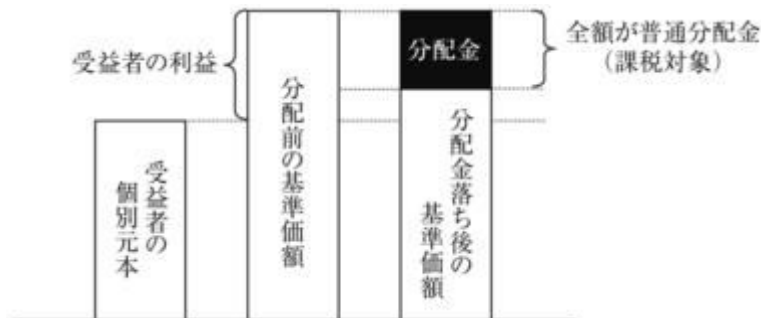 受益者の利益
分配金
全額が普通分配金
(課税対象)
受益者の
個別元本
分配前の基準価額
分配金落ち後の
基準価額